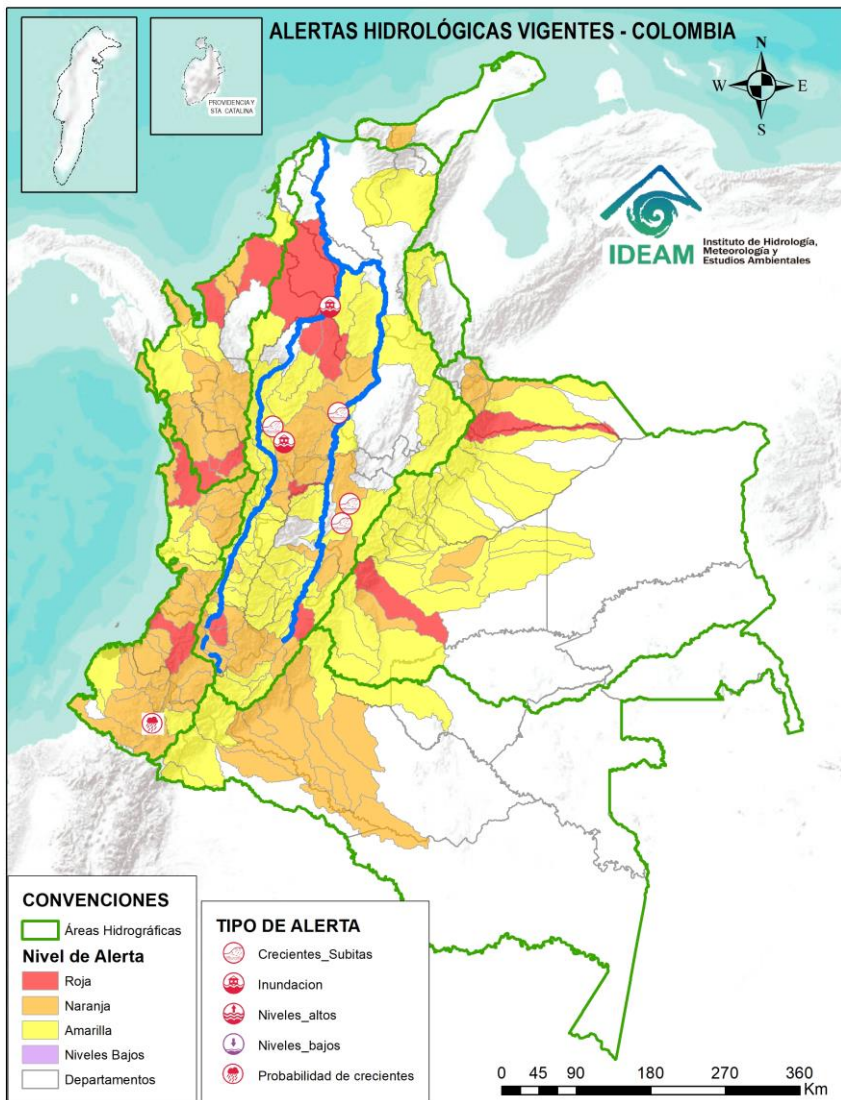 ALERTAS HIDROLÓGICAS VIGENTES - COLOMBIA
PROVIDENCIA Y
STA. CATALINA
N
W
E
S
IDEAM
Instituto de Hidrología,
Meteorología y
Estudios Ambientales
CONVENCIONES
Áreas Hidrográficas
Nivel de Alerta
Roja
Naranja
Amarilla
Niveles Bajos
Departamentos
TIPO DE ALERTA
Crecientes_Subitas
Inundacion
Niveles_altos
Niveles_bajos
Probabilidad de crecientes
0 45 90 180 270 360
Km